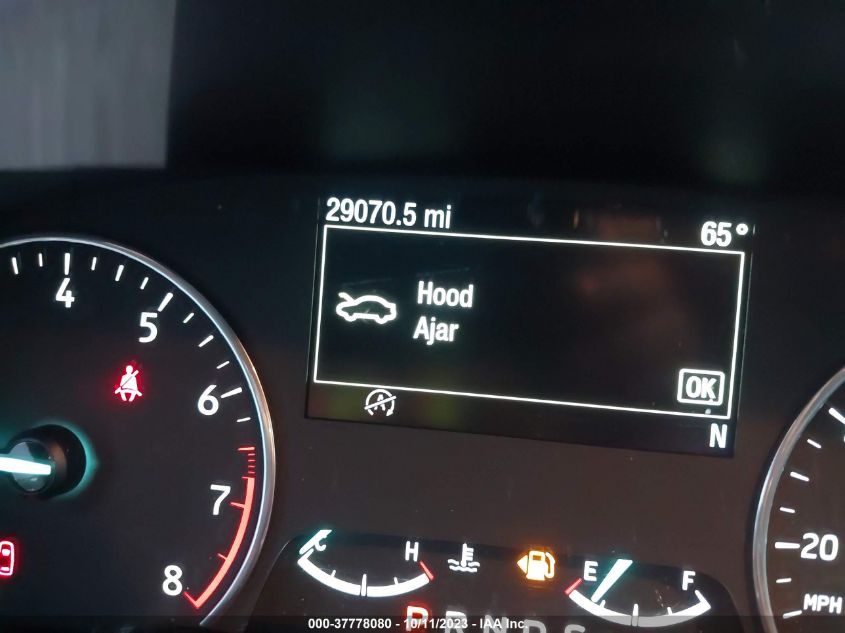 29070.5 mi
65°
Hood
Ajar
OK
N
4
5
6
7
8
C H
E F
20
MPH
P R N D S
000-37778080 - 10/11/2023 - IAA Inc.